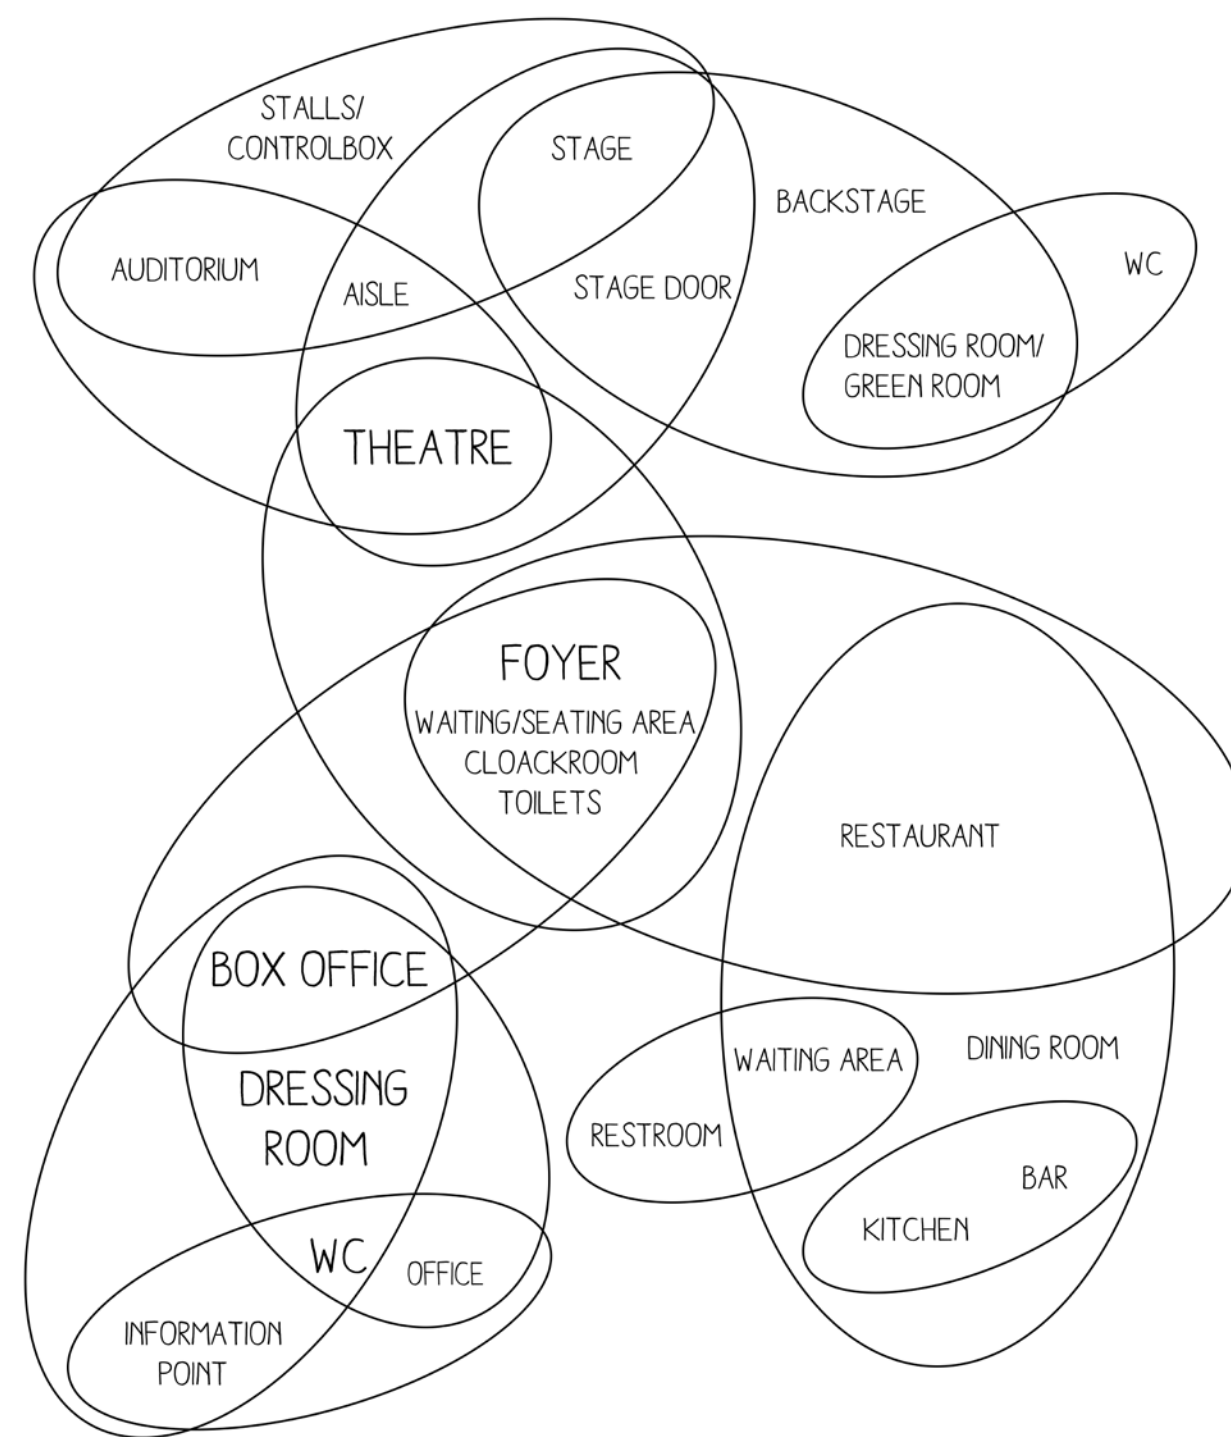 STALLS/
CONTROLBOX
STAGE
BACKSTAGE
WC
AUDITORIUM
AISLE
STAGE DOOR
DRESSING ROOM/
GREEN ROOM
THEATRE
FOYER
WAITING/SEATING AREA
CLOACKROOM
TOILETS
RESTAURANT
BOX OFFICE
DRESSING
ROOM
WAITING AREA
DINING ROOM
RESTROOM
BAR
KITCHEN
WC
OFFICE
INFORMATION
POINT